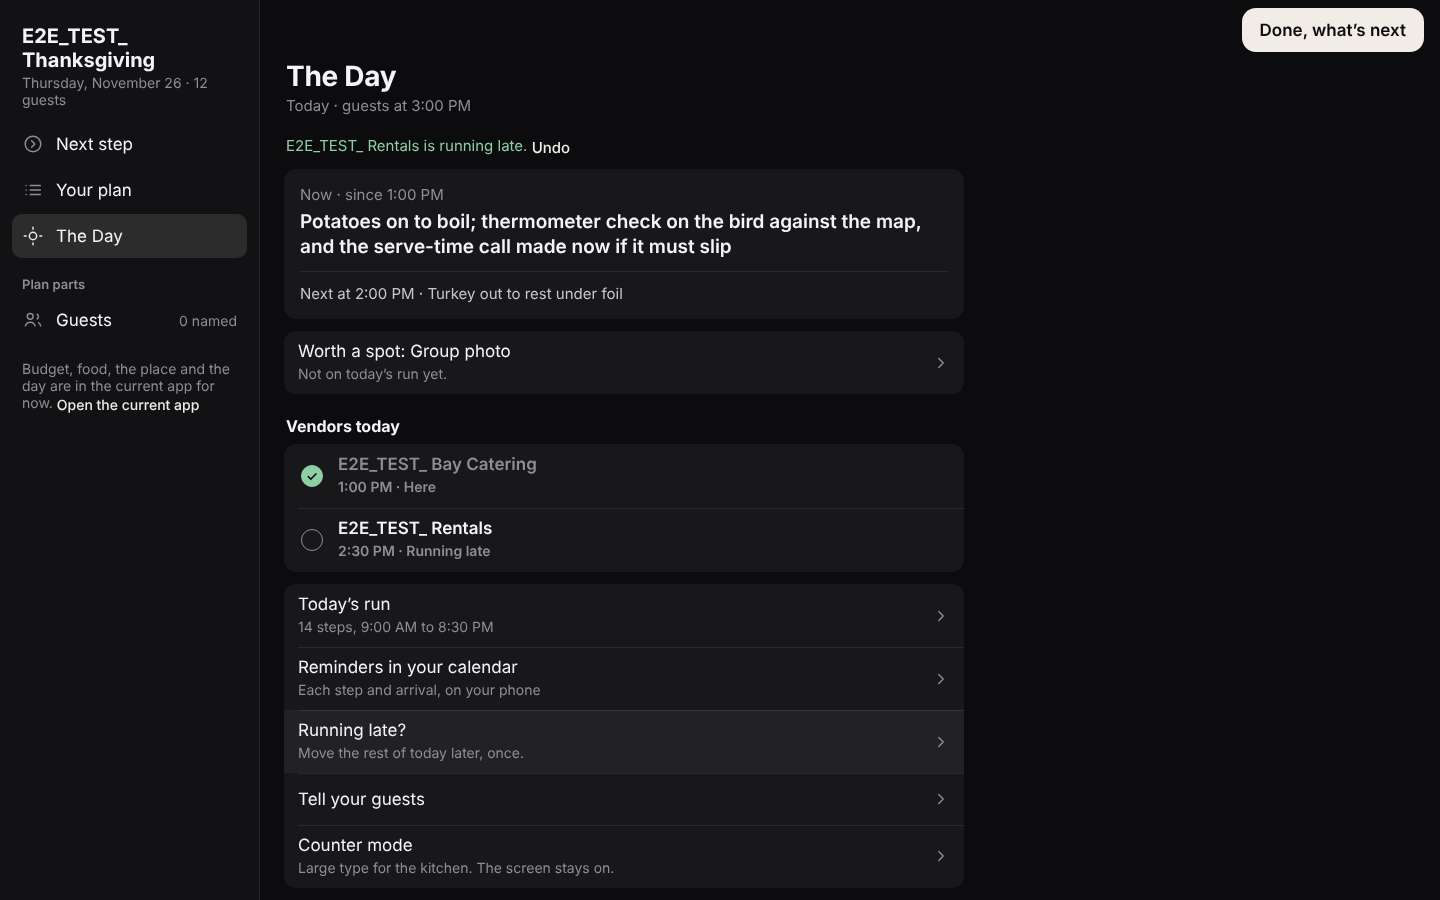 E2E_TEST_
Thanksgiving
Thursday, November 26 · 12
guests
Next step
Your plan
The Day
Plan parts
Guests 0 named
Budget, food, the place and the
day are in the current app for
now. Open the current app
Done, what’s next
The Day
Today · guests at 3:00 PM
E2E_TEST_ Rentals is running late. Undo
Now · since 1:00 PM
Potatoes on to boil; thermometer check on the bird against the map,
and the serve-time call made now if it must slip
Next at 2:00 PM · Turkey out to rest under foil
Worth a spot: Group photo
Not on today’s run yet.
Vendors today
E2E_TEST_ Bay Catering
1:00 PM · Here
E2E_TEST_ Rentals
2:30 PM · Running late
Today’s run
14 steps, 9:00 AM to 8:30 PM
Reminders in your calendar
Each step and arrival, on your phone
Running late?
Move the rest of today later, once.
Tell your guests
Counter mode
Large type for the kitchen. The screen stays on.